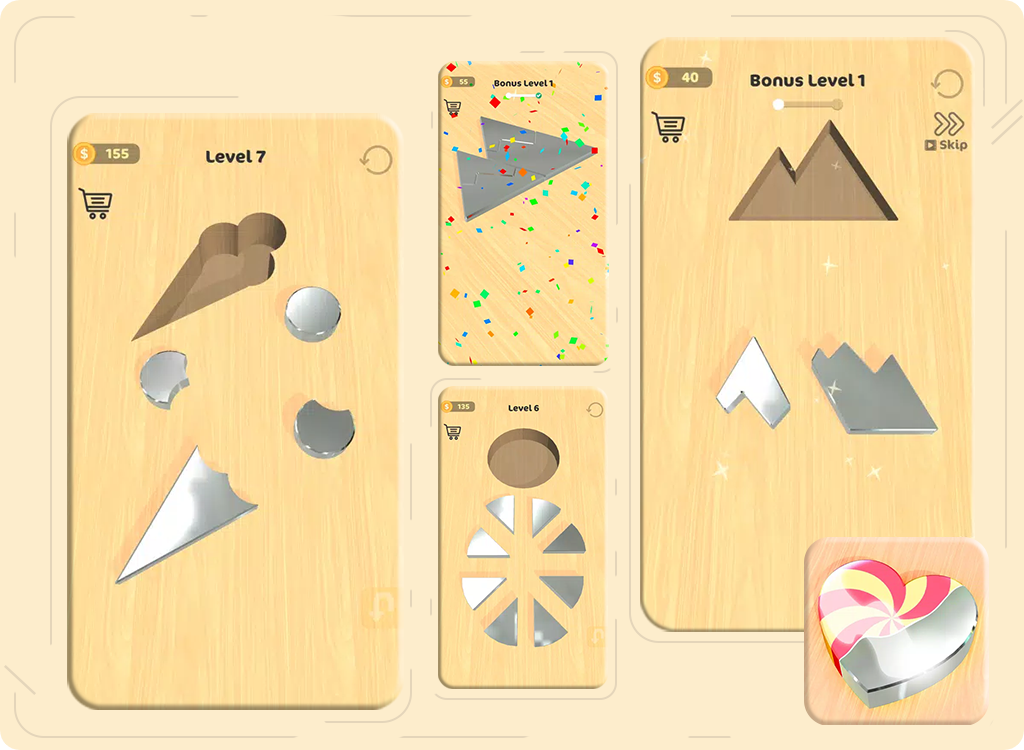 $ 155
Level 7
$ 55
Bonus Level 1
$ 135
Level 6
$ 40
Bonus Level 1
Skip